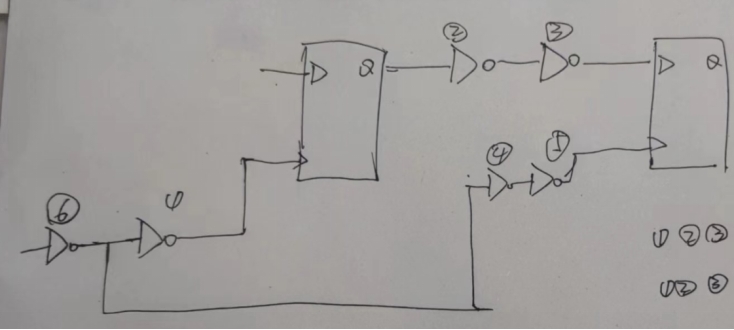 ② ③
D Q D Q
④ ⑤
⑥ ①
① ② ③
① ② ③